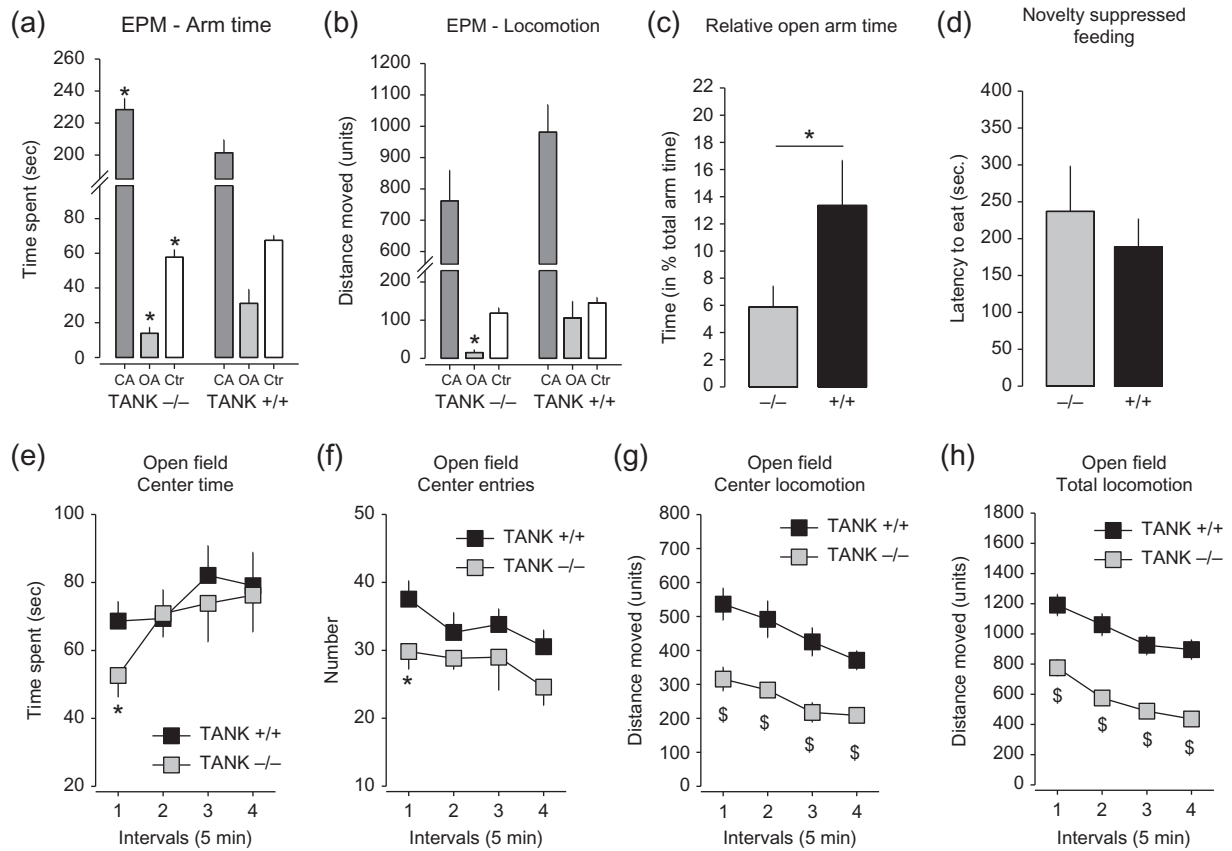 (a) EPM - Arm time
Time spent (sec)
260
240
220
200
80
60
40
20
0
*
*
*
CA OA Ctr
CA OA Ctr
TANK –/–
TANK +/+
(b) EPM - Locomotion
Distance moved (units)
1200
1100
1000
900
800
700
600
200
100
0
*
CA OA Ctr
CA OA Ctr
TANK –/–
TANK +/+
(c) Relative open arm time
Time (in % total arm time)
22
20
18
16
14
12
10
8
6
4
2
0
*
–/–
+/+
(d) Novelty suppressed
feeding
Latency to eat (sec.)
400
350
300
250
200
150
100
50
0
–/–
+/+
(e) Open field
Center time
Time spent (sec)
100
80
60
40
20
*
TANK +/+
TANK –/–
1 2 3 4
Intervals (5 min)
(f) Open field
Center entries
Number
50
40
30
20
10
TANK +/+
TANK –/–
*
1 2 3 4
Intervals (5 min)
(g) Open field
Center locomotion
Distance moved (units)
800
700
600
500
400
300
200
100
0
TANK +/+
TANK –/–
$ $ $ $
1 2 3 4
Intervals (5 min)
(h) Open field
Total locomotion
Distance moved (units)
1800
1600
1400
1200
1000
800
600
400
200
0
TANK +/+
TANK –/–
$ $ $ $
1 2 3 4
Intervals (5 min)